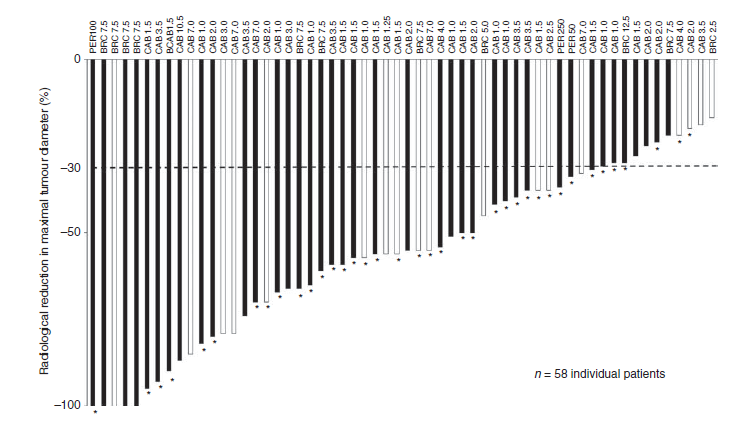 PER100
BRC 7.5
BRC 7.5
BRC 7.5
BRC 7.5
CAB 1.5
CAB 3.5
BCAB1.5
CAB 10.5
CAB 7.0
CAB 1.0
CAB 2.0
CAB 3.0
CAB 7.0
CAB 3.5
CAB 7.0
CAB 2.0
CAB 1.0
CAB 3.0
BRC 7.5
CAB 1.0
BRC 7.5
CAB 3.5
CAB 1.5
CAB 1.5
CAB 1.0
CAB 1.5
CAB 1.25
CAB 1.5
CAB 2.0
BRC 7.5
CAB 7.0
CAB 4.0
CAB 1.0
CAB 1.5
CAB 2.0
BRC 5.0
CAB 1.0
CAB 1.0
CAB 3.5
CAB 3.5
CAB 1.5
CAB 2.5
PER 250
PER 50
CAB 7.0
CAB 1.5
CAB 1.0
CAB 1.0
BRC 12.5
CAB 1.5
CAB 2.0
CAB 2.0
BRC 7.5
CAB 4.0
CAB 2.0
CAB 3.5
BRC 2.5
Radiological reduction in maximal tumour diameter (%)
0
−30
−50
−100
n = 58 individual patients